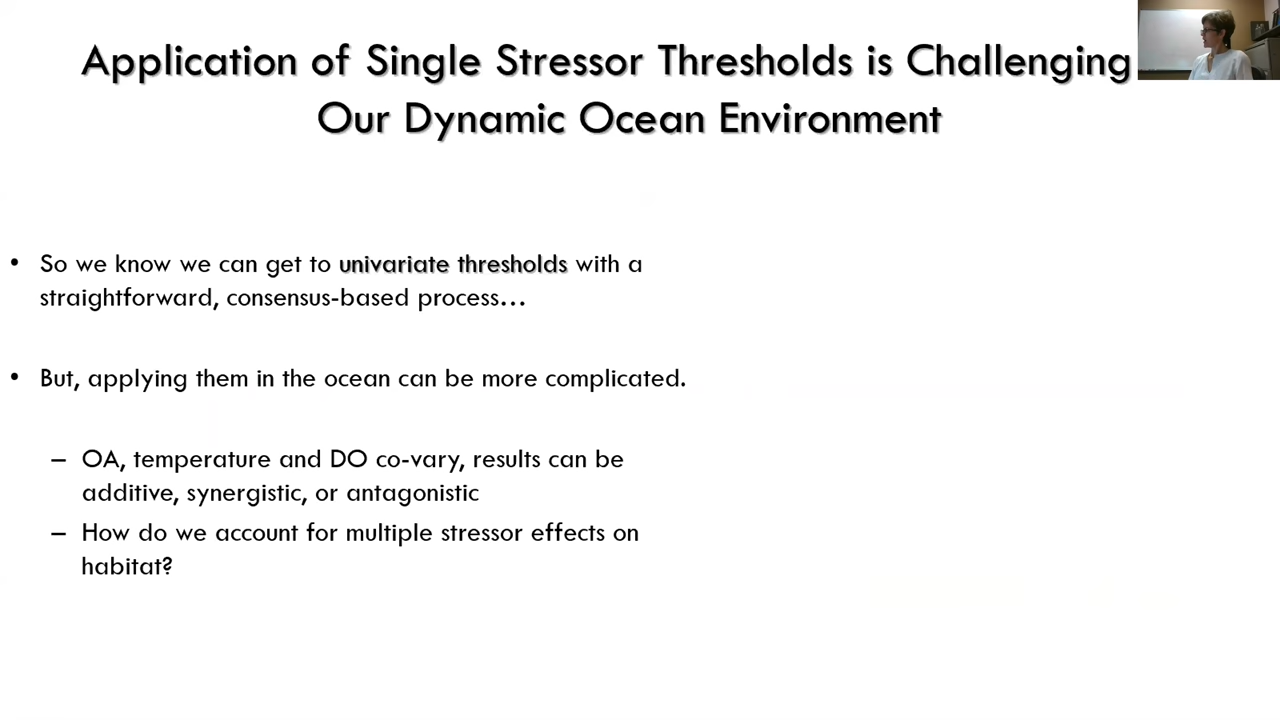 Application of Single Stressor Thresholds is Challenging
Our Dynamic Ocean Environment
• So we know we can get to univariate thresholds with a
straightforward, consensus-based process…
• But, applying them in the ocean can be more complicated.
– OA, temperature and DO co-vary, results can be
additive, synergistic, or antagonistic
– How do we account for multiple stressor effects on
habitat?